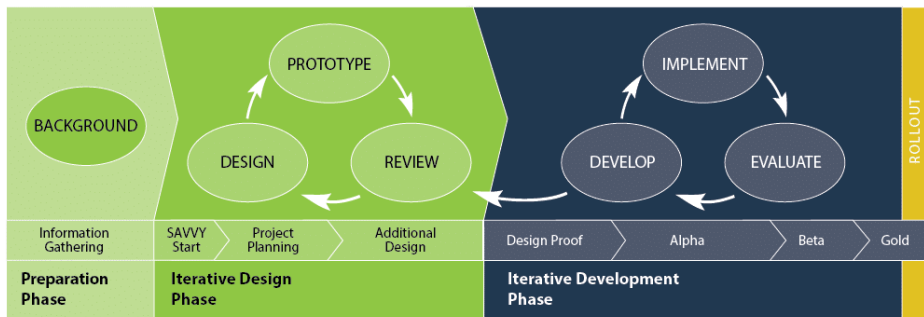 BACKGROUND
PROTOTYPE
DESIGN
REVIEW
IMPLEMENT
DEVELOP
EVALUATE
ROLLOUT
Information
Gathering
SAVVY
Start
Project
Planning
Additional
Design
Design Proof
Alpha
Beta
Gold
Preparation
Phase
Iterative Design
Phase
Iterative Development
Phase